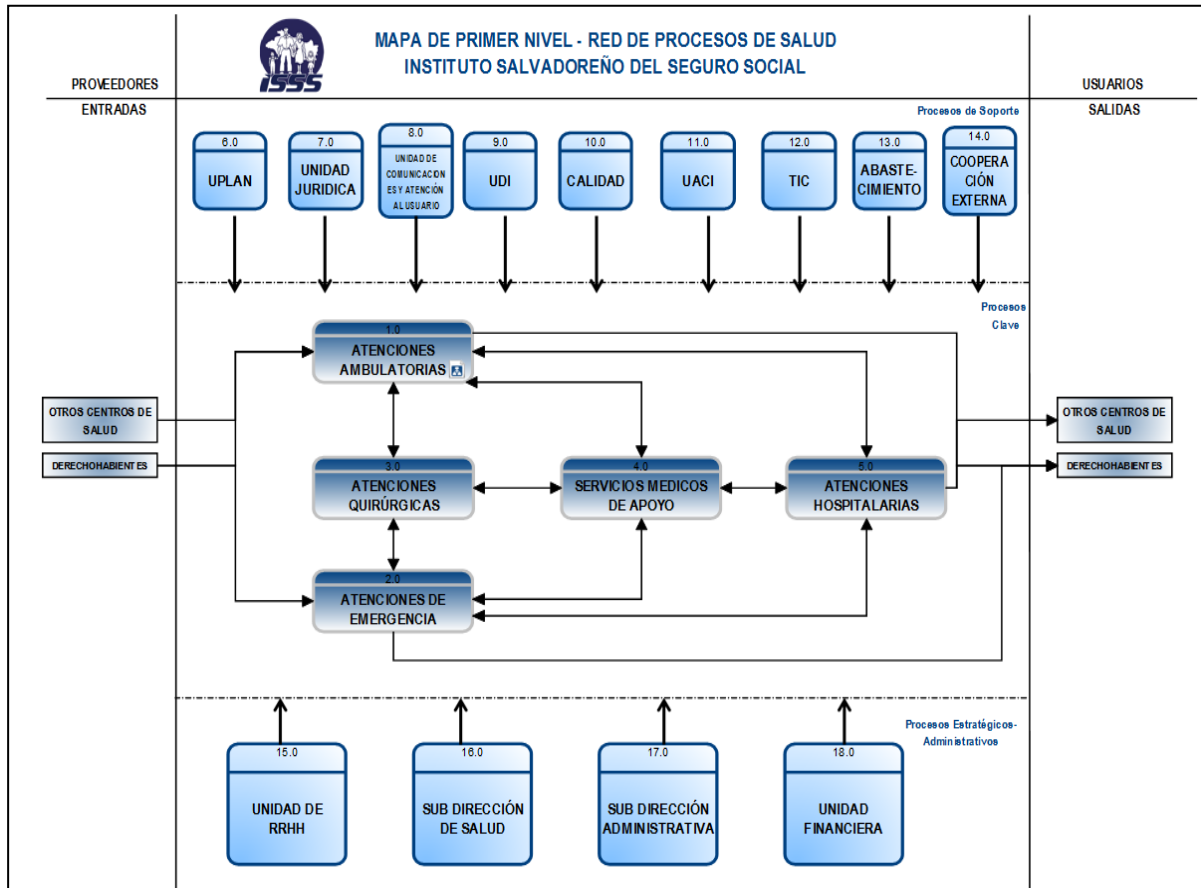 MAPA DE PRIMER NIVEL - RED DE PROCESOS DE SALUD
INSTITUTO SALVADOREÑO DEL SEGURO SOCIAL
ISSS
PROVEEDORES
ENTRADAS
USUARIOS
SALIDAS
Procesos de Soporte
6.0
UPLAN
7.0
UNIDAD
JURIDICA
8.0
UNIDAD DE
COMUNICACION
ES Y ATENCIÓN
AL USUARIO
9.0
UDI
10.0
CALIDAD
11.0
UACI
12.0
TIC
13.0
ABASTE-
CIMIENTO
14.0
COOPERA
CIÓN
EXTERNA
Procesos
Clave
1.0
ATENCIONES
AMBULATORIAS
OTROS CENTROS DE
SALUD
DERECHOHABIENTES
3.0
ATENCIONES
QUIRÚRGICAS
4.0
SERVICIOS MEDICOS
DE APOYO
5.0
ATENCIONES
HOSPITALARIAS
OTROS CENTROS DE
SALUD
DERECHOHABIENTES
2.0
ATENCIONES DE
EMERGENCIA
Procesos Estratégicos-
Administrativos
15.0
UNIDAD DE
RRHH
16.0
SUB DIRECCIÓN
DE SALUD
17.0
SUB DIRECCIÓN
ADMINISTRATIVA
18.0
UNIDAD
FINANCIERA